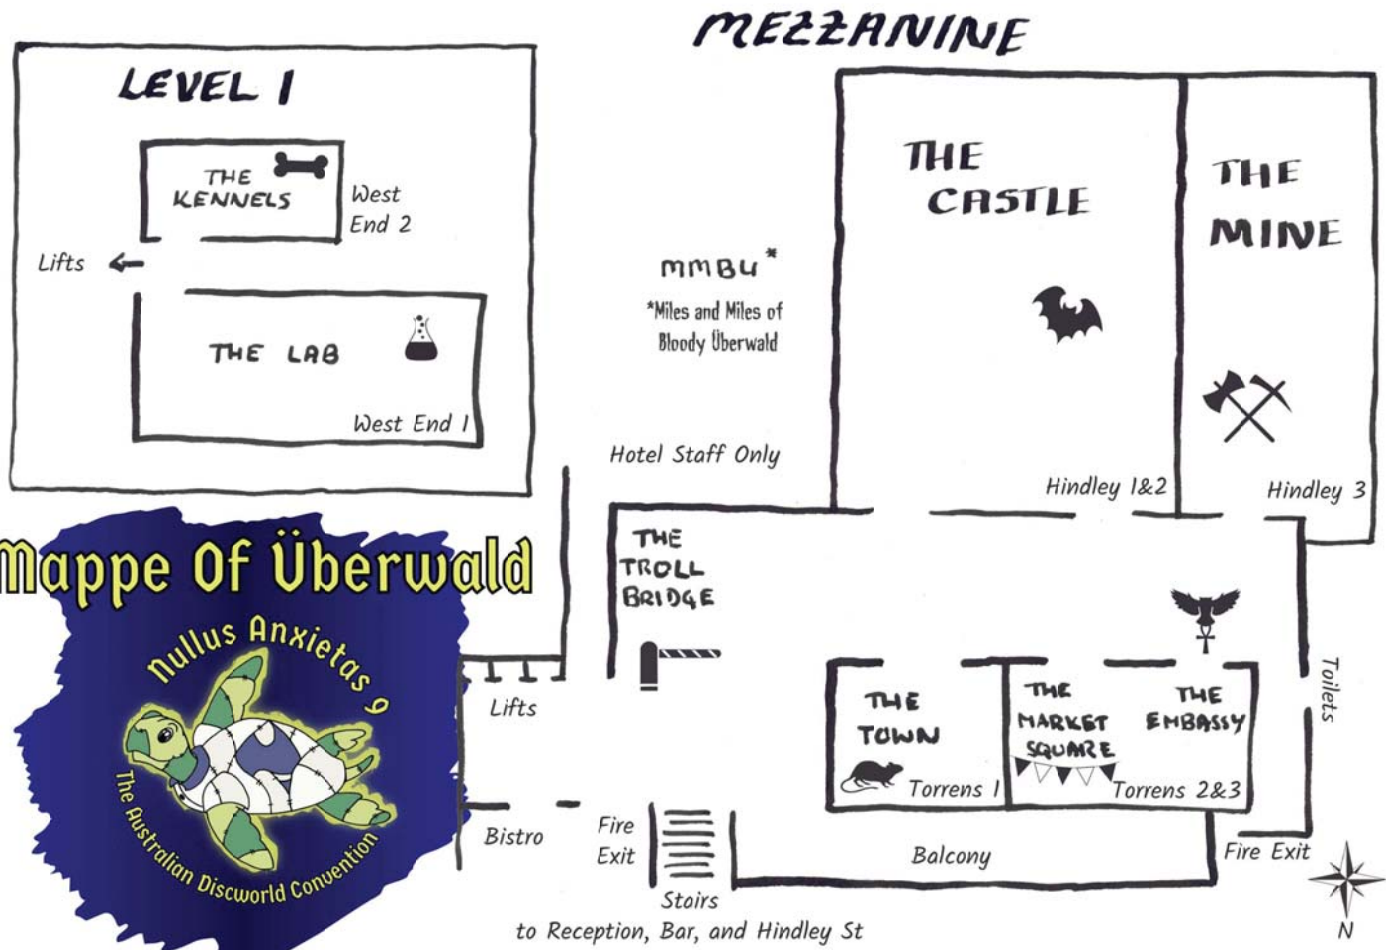 MEZZANINE
LEVEL 1
THE
KENNELS
West
End 2
Lifts
THE LAB
West End 1
THE
CASTLE
Hindley 1&2
THE
MINE
Hindley 3
MMBU*
*Miles and Miles of
Bloody Überwald
Hotel Staff Only
THE
TROLL
BRIDGE
Mappe Of Überwald
Nullus Anxietas 9
The Australian Discworld Convention
Lifts
Bistro
Fire
Exit
Stairs
to Reception, Bar, and Hindley St
THE
TOWN
Torrens 1
THE
MARKET
SQUARE
THE
EMBASSY
Torrens 2&3
Toilets
Balcony
Fire Exit
N